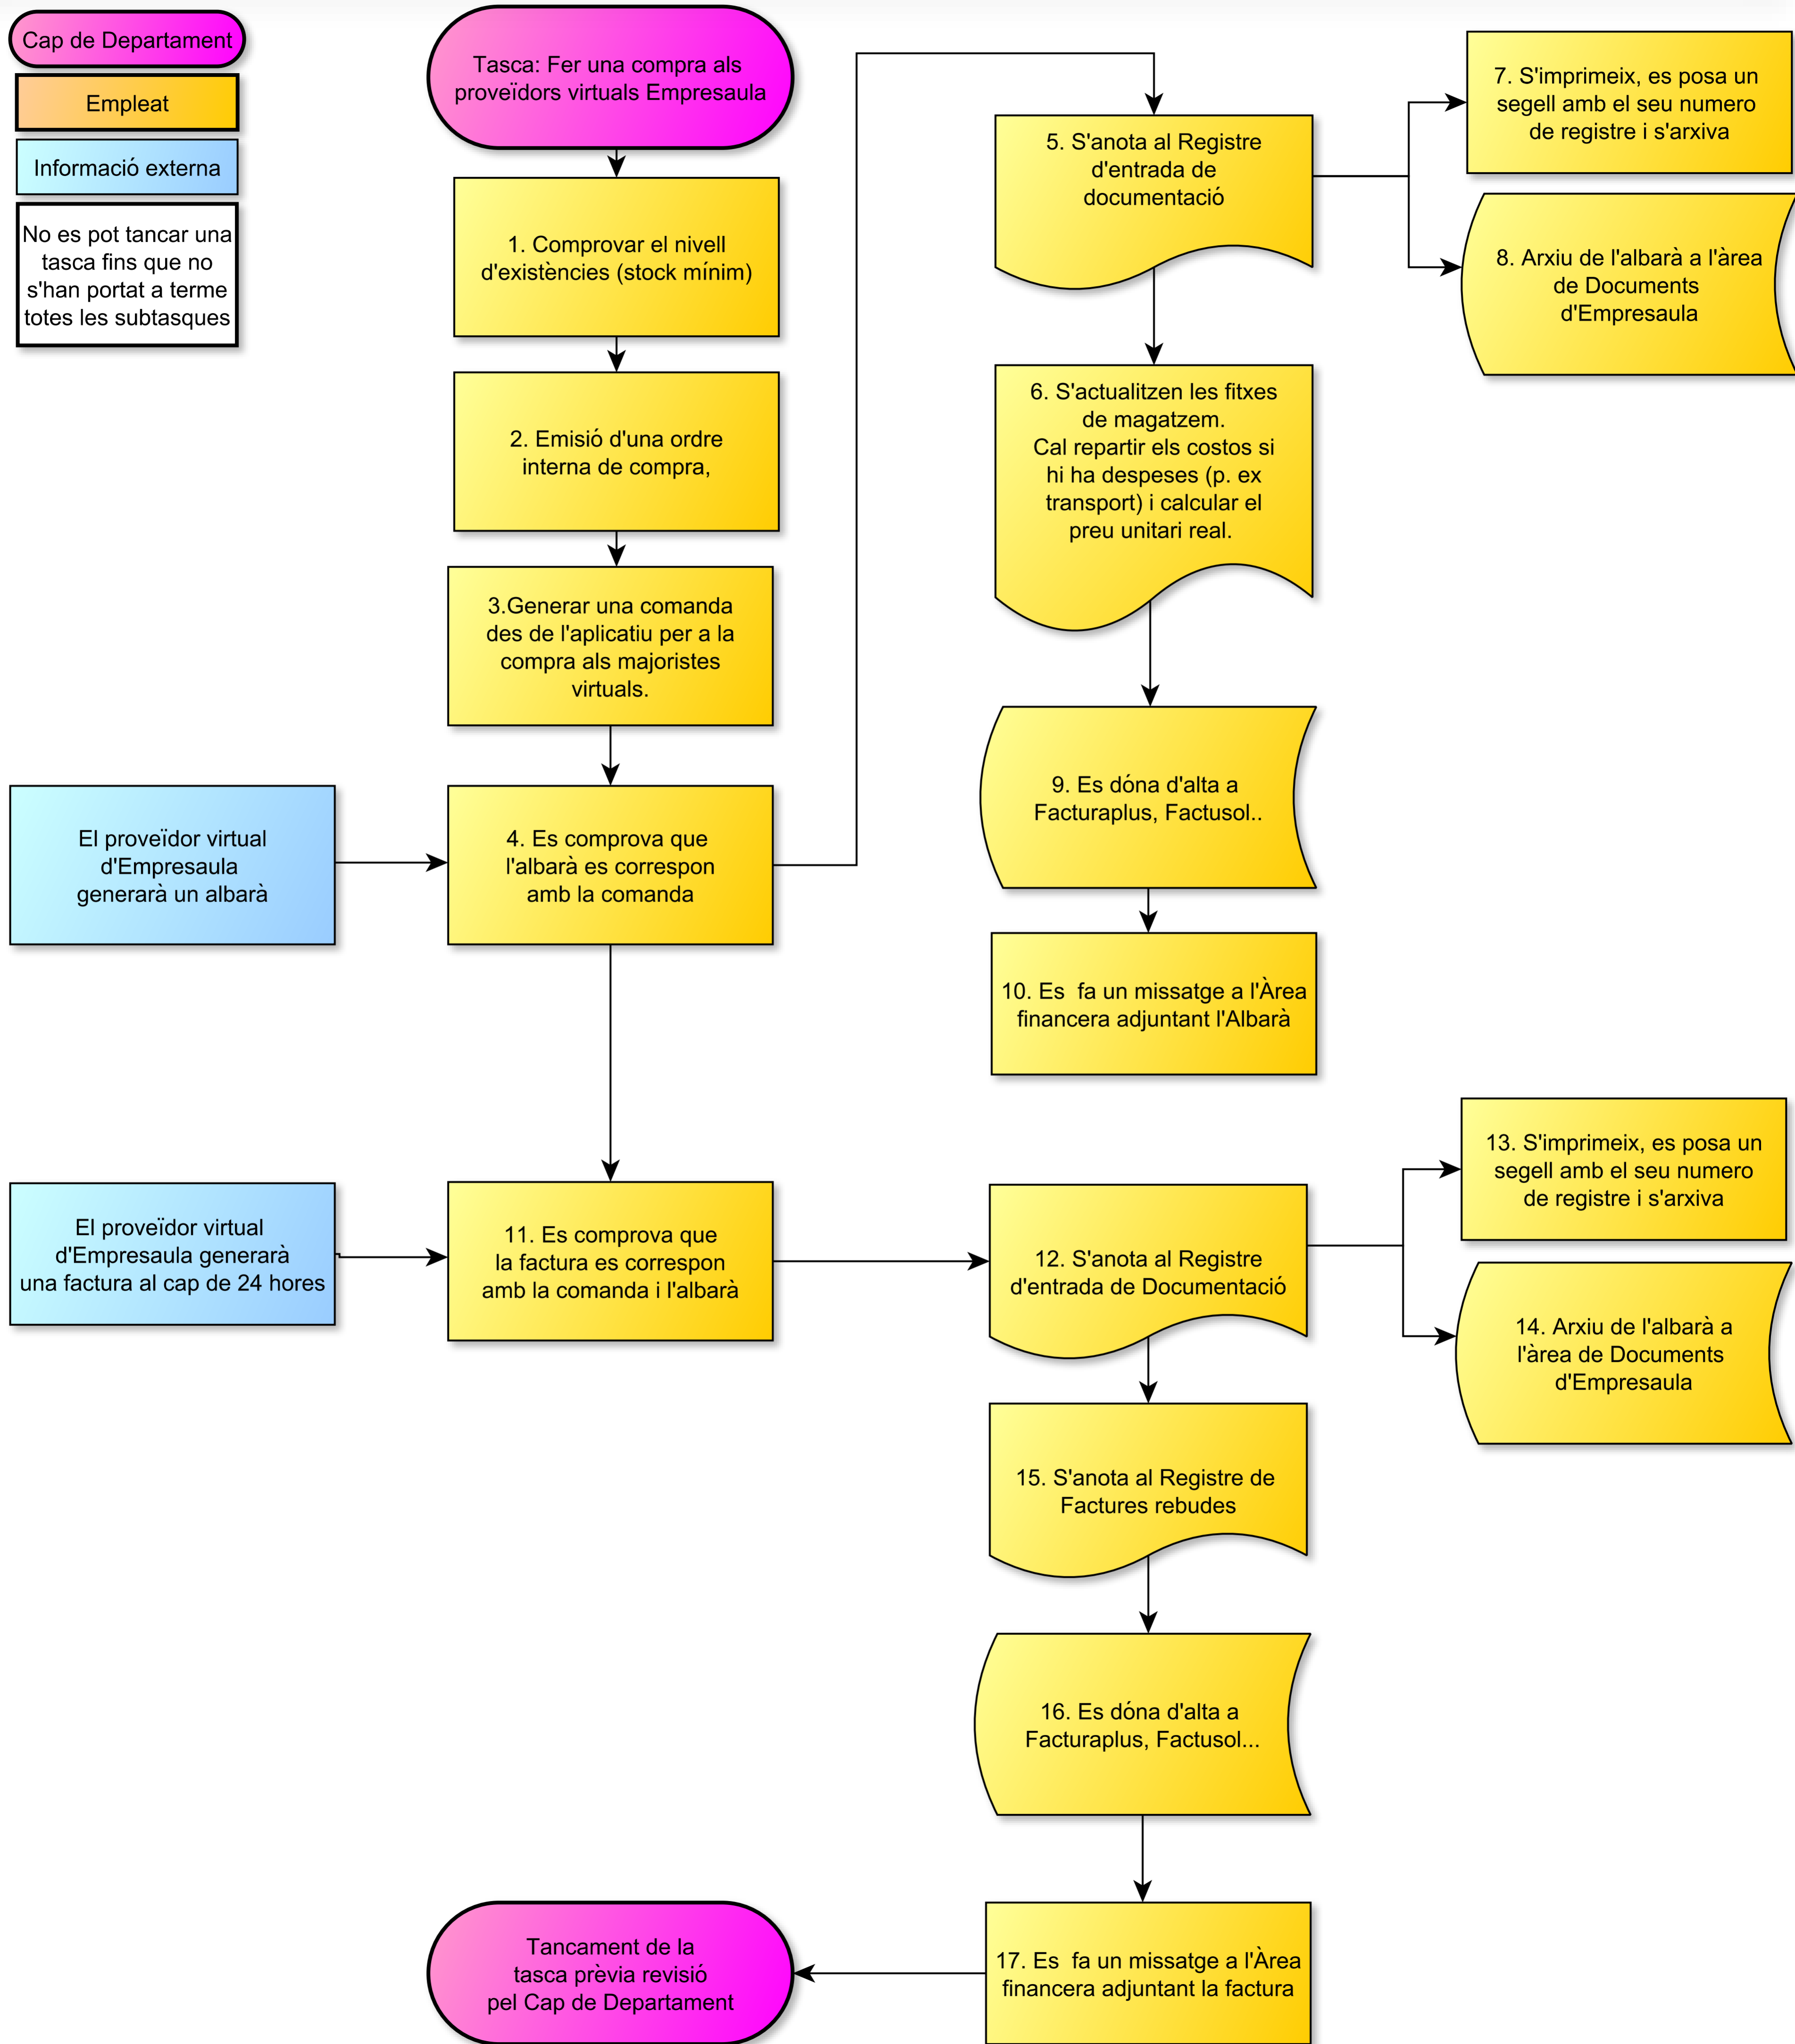 Cap de Departament
Empleat
Informació externa
No es pot tancar una
tasca fins que no
s'han portat a terme
totes les subtasques
Tasca: Fer una compra als
proveïdors virtuals Empresaula
1. Comprovar el nivell
d'existències (stock mínim)
2. Emisió d'una ordre
interna de compra,
3.Generar una comanda
des de l'aplicatiu per a la
compra als majoristes
virtuals.
El proveïdor virtual
d'Empresaula
generarà un albarà
4. Es comprova que
l'albarà es correspon
amb la comanda
5. S'anota al Registre
d'entrada de
documentació
7. S'imprimeix, es posa un
segell amb el seu numero
de registre i s'arxiva
8. Arxiu de l'albarà a l'àrea
de Documents
d'Empresaula
6. S'actualitzen les fitxes
de magatzem.
Cal repartir els costos si
hi ha despeses (p. ex
transport) i calcular el
preu unitari real.
9. Es dóna d'alta a
Facturaplus, Factusol..
10. Es  fa un missatge a l'Àrea
financera adjuntant l'Albarà
El proveïdor virtual
d'Empresaula generarà
una factura al cap de 24 hores
11. Es comprova que
la factura es correspon
amb la comanda i l'albarà
12. S'anota al Registre
d'entrada de Documentació
13. S'imprimeix, es posa un
segell amb el seu numero
de registre i s'arxiva
14. Arxiu de l'albarà a
l'àrea de Documents
d'Empresaula
15. S'anota al Registre de
Factures rebudes
16. Es dóna d'alta a
Facturaplus, Factusol...
17. Es  fa un missatge a l'Àrea
financera adjuntant la factura
Tancament de la
tasca prèvia revisió
pel Cap de Departament